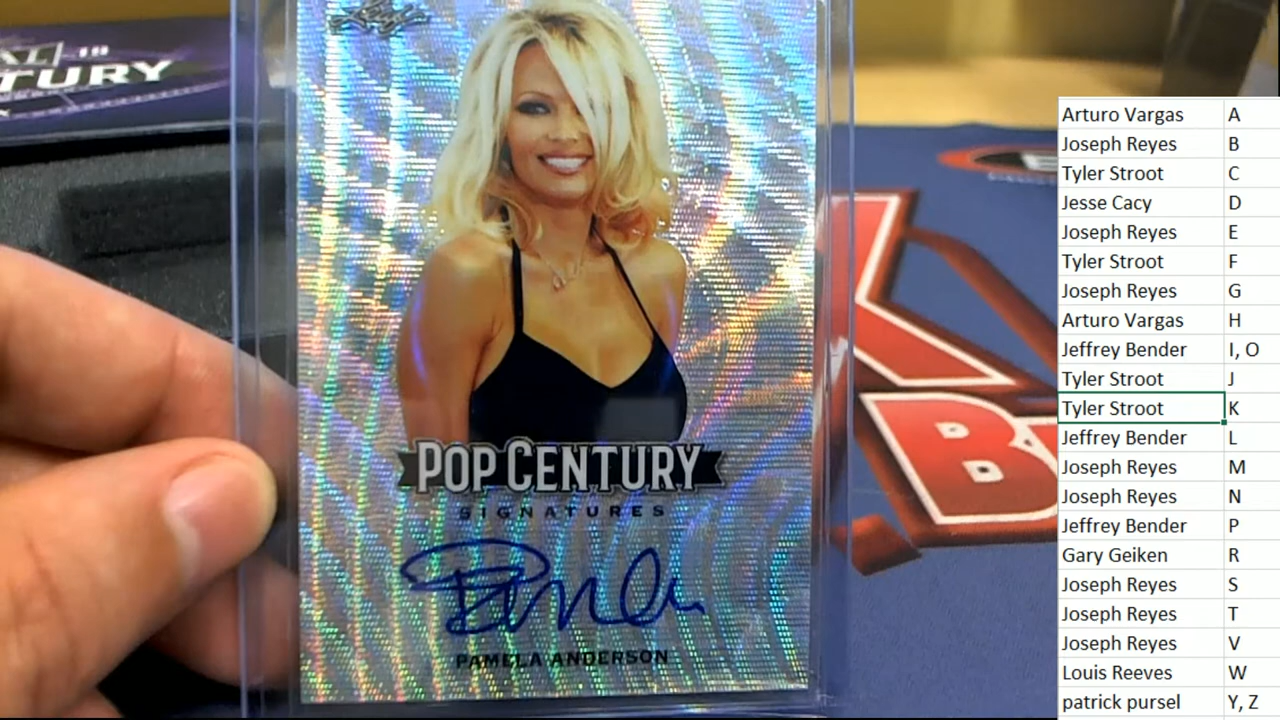 Leaf
TURY
POP CENTURY
SIGNATURES
PAMELA ANDERSON
K
B
Arturo Vargas A
Joseph Reyes B
Tyler Stroot C
Jesse Cacy D
Joseph Reyes E
Tyler Stroot F
Joseph Reyes G
Arturo Vargas H
Jeffrey Bender I, O
Tyler Stroot J
Tyler Stroot K
Jeffrey Bender L
Joseph Reyes M
Joseph Reyes N
Jeffrey Bender P
Gary Geiken R
Joseph Reyes S
Joseph Reyes T
Joseph Reyes V
Louis Reeves W
patrick pursel Y, Z